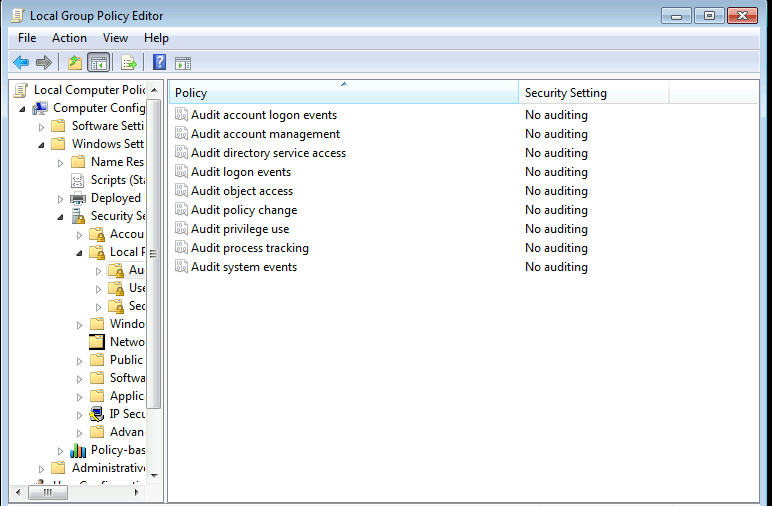 Local Group Policy Editor
File Action View Help
Local Computer Polic
Computer Config
Software Setti
Windows Sett
Name Res
Scripts (Sta
Deployed
Security Se
Accou
Local P
Au
Use
Sec
Windo
Netwo
Public
Softwa
Applic
IP Secu
Advan
Policy-bas
Administrative
Policy Security Setting
Audit account logon events No auditing
Audit account management No auditing
Audit directory service access No auditing
Audit logon events No auditing
Audit object access No auditing
Audit policy change No auditing
Audit privilege use No auditing
Audit process tracking No auditing
Audit system events No auditing